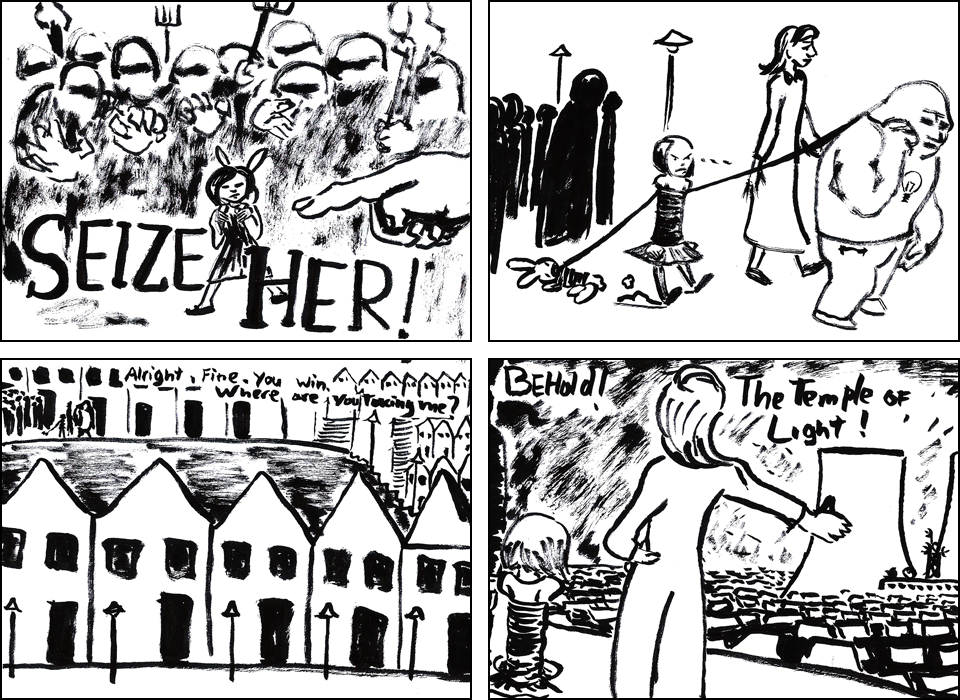 SEIZE
HER!
Alright, Fine. You win.
Where are you taking me?
BEHOLD!
The Temple OF
Light!